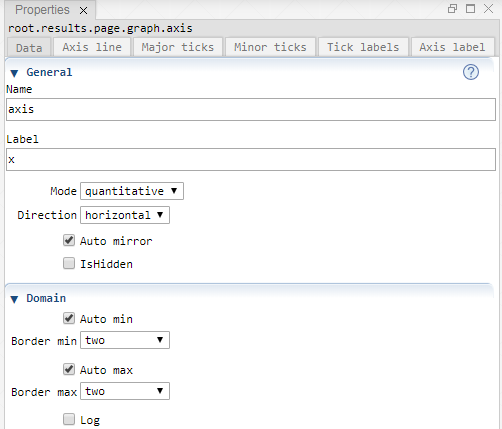 Properties
root.results.page.graph.axis
Data Axis line Major ticks Minor ticks Tick labels Axis label
General
?
Name
axis
Label
x
Mode quantitative
Direction horizontal
Auto mirror
IsHidden
Domain
Auto min
Border min two
Auto max
Border max two
Log